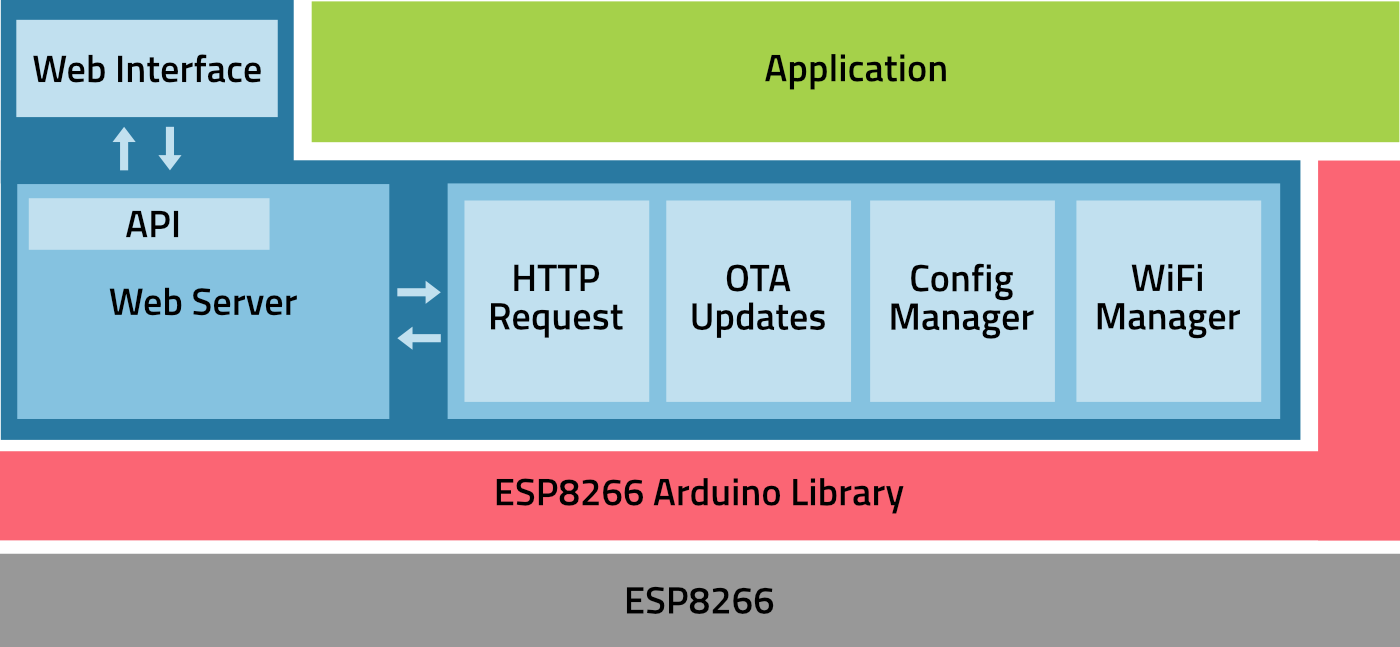 Web Interface
Application
API
Web Server
HTTP
Request
OTA
Updates
Config
Manager
WiFi
Manager
ESP8266 Arduino Library
ESP8266